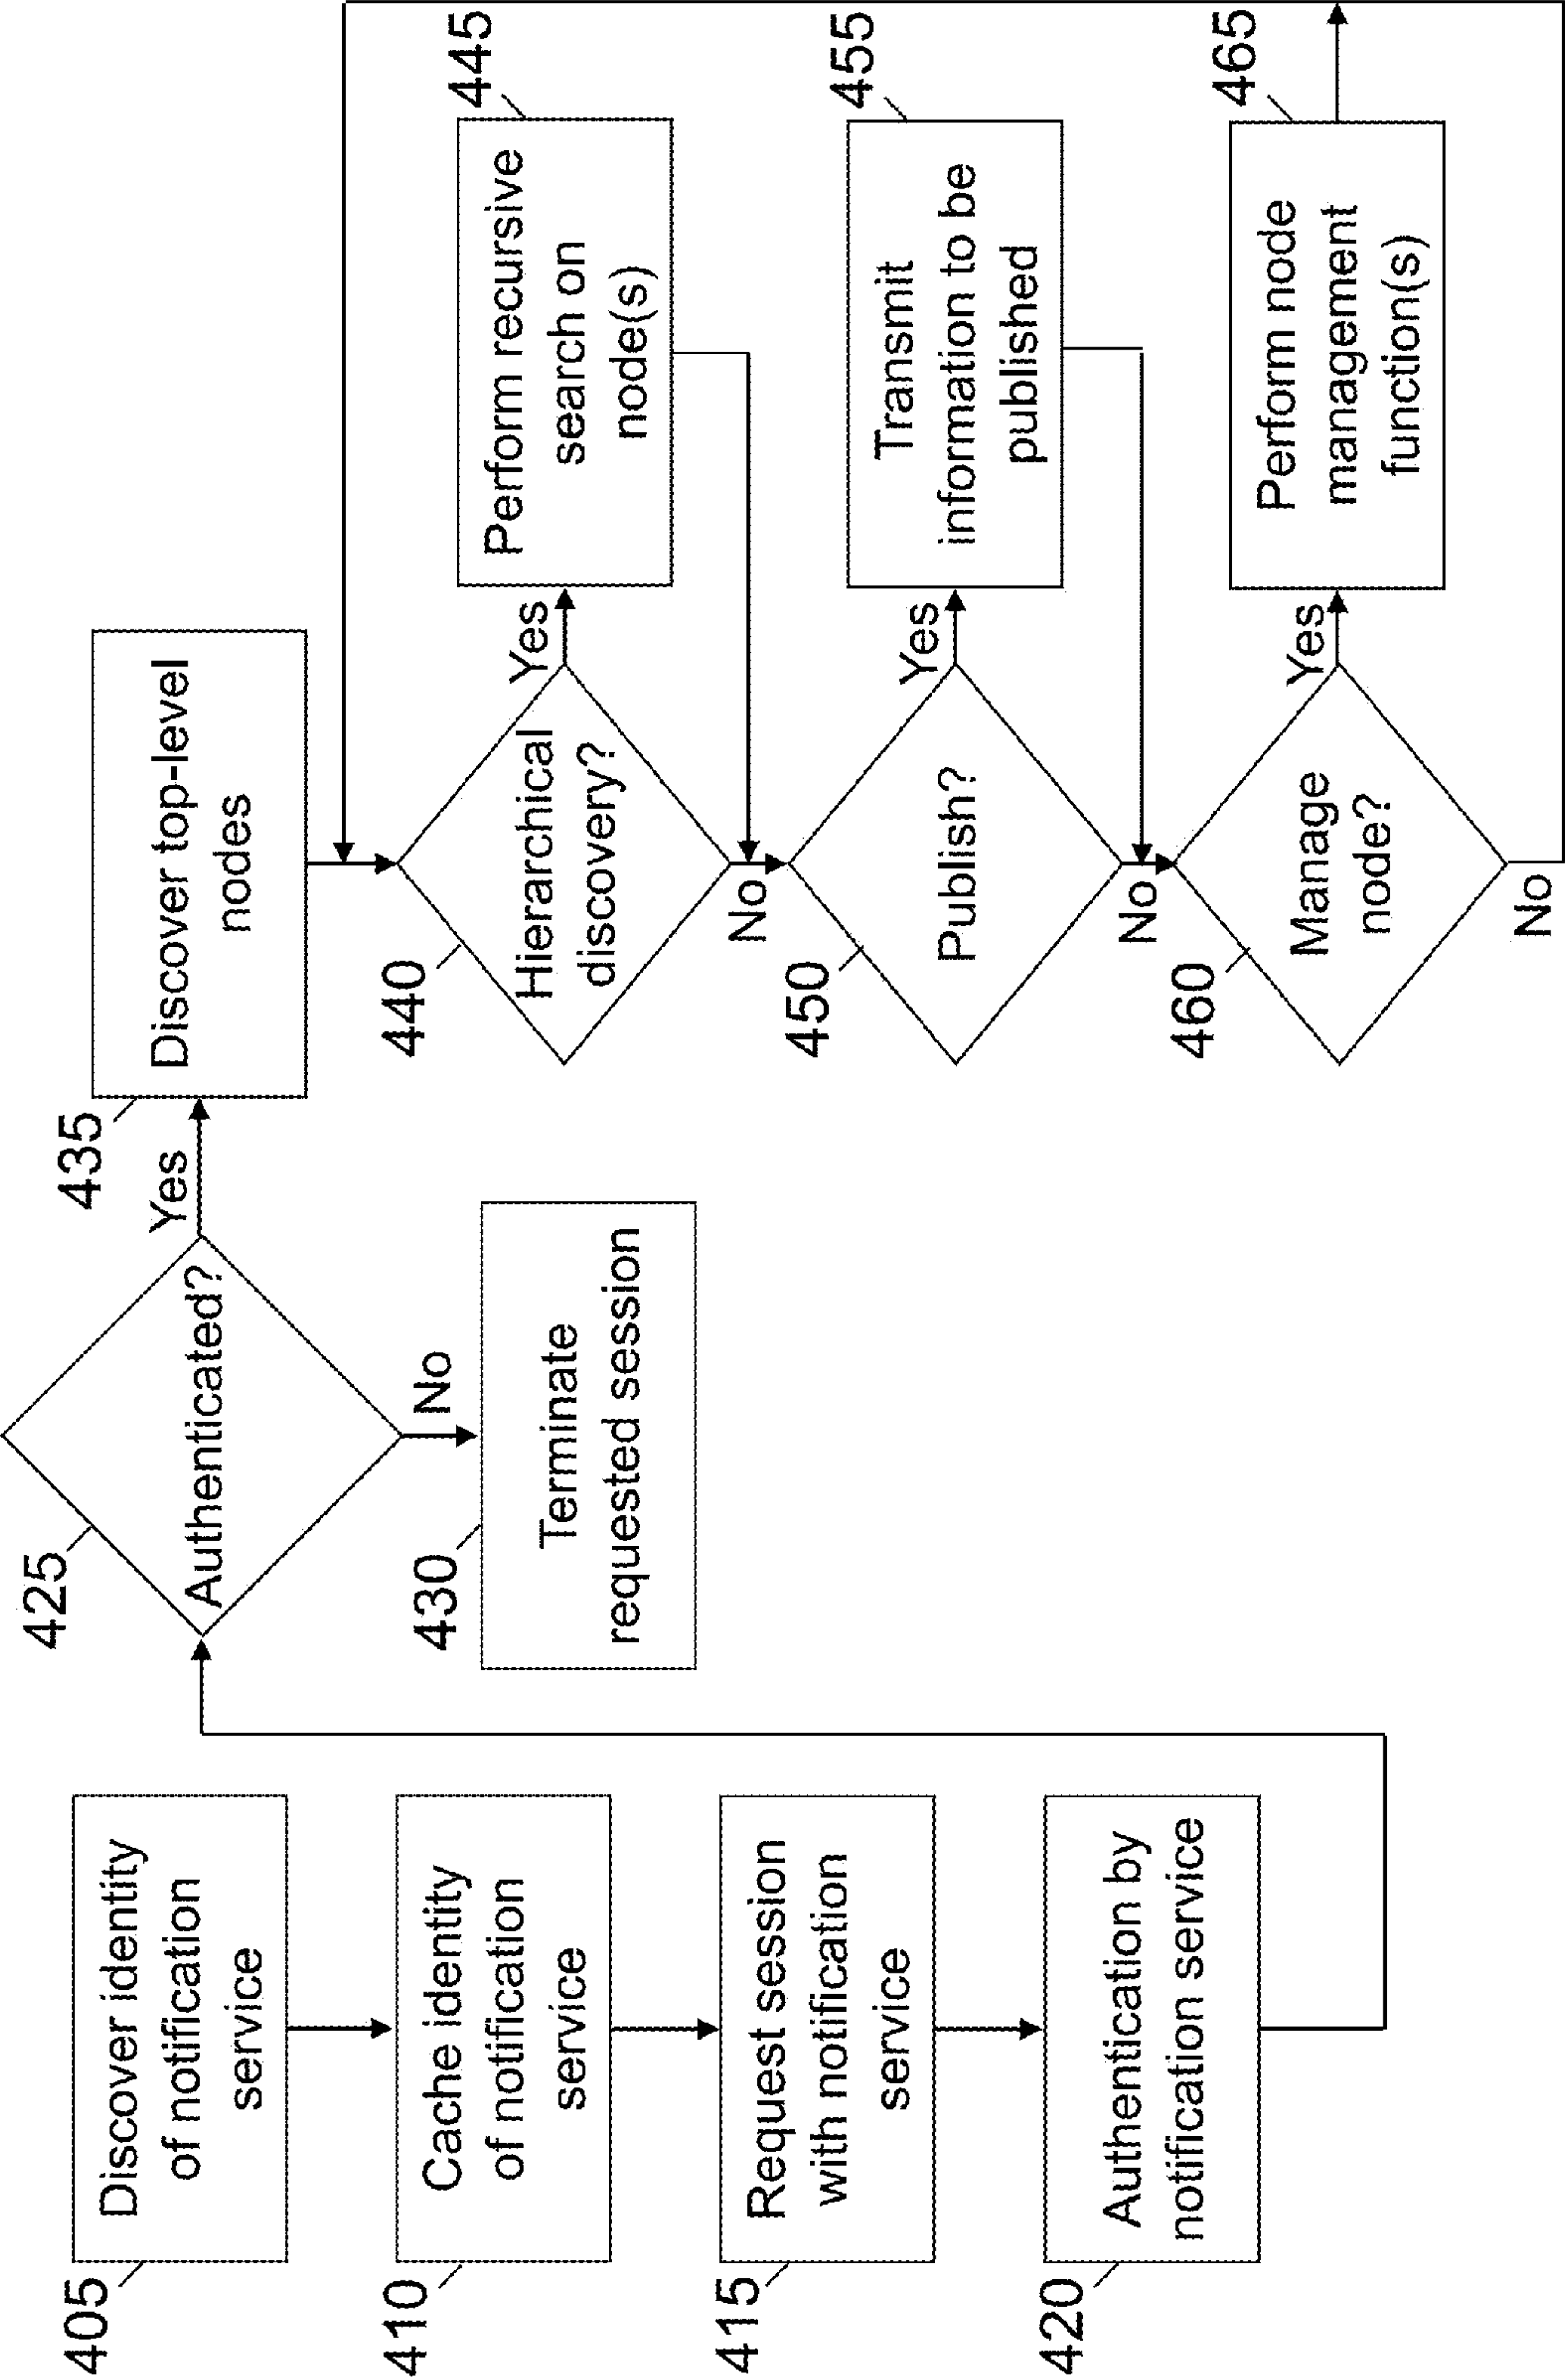 405
Discover identity
of notification
service
410
Cache identity
of notification
service
415
Request session
with notification
service
420
Authentication by
notification service
425
Authenticated?
Yes
No
430
Terminate
requested session
435
Discover top-level
nodes
440
Hierarchical
discovery?
Yes
No
445
Perform recursive
search on
node(s)
450
Publish?
Yes
No
455
Transmit
information to be
published
460
Manage
node?
Yes
No
465
Perform node
management
function(s)